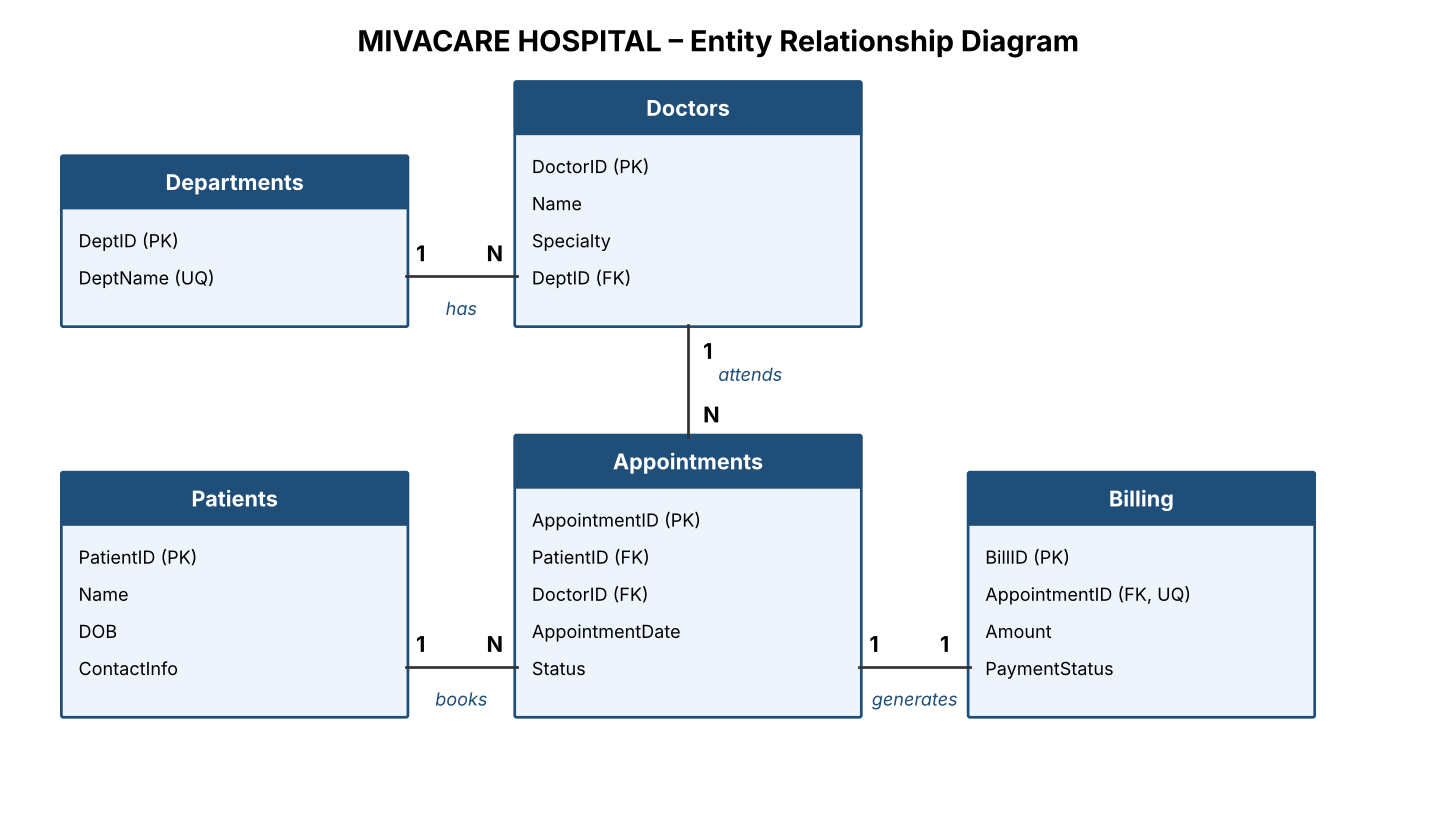 MIVACARE HOSPITAL – Entity Relationship Diagram
Doctors
DoctorID (PK)
Name
Specialty
DeptID (FK)
Departments
DeptID (PK)
DeptName (UQ)
1 N
has
1
attends
N
Patients
PatientID (PK)
Name
DOB
ContactInfo
1 N
books
Appointments
AppointmentID (PK)
PatientID (FK)
DoctorID (FK)
AppointmentDate
Status
1 1
generates
Billing
BillID (PK)
AppointmentID (FK, UQ)
Amount
PaymentStatus